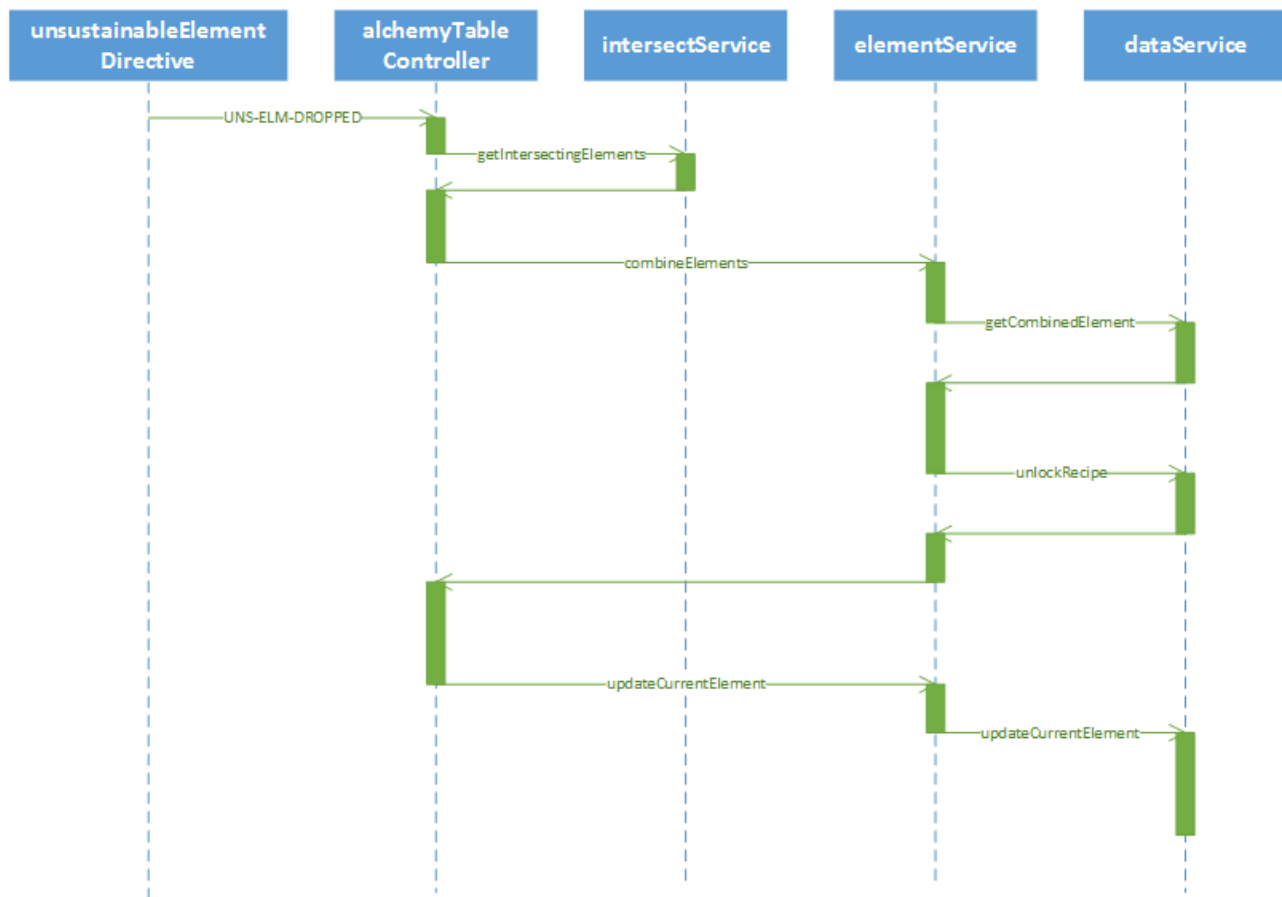 unsustainableElement
Directive
alchemyTable
Controller
intersectService
elementService
dataService
UNS-ELM-DROPPED
getIntersectingElements
combineElements
getCombinedElement
unlockRecipe
updateCurrentElement
updateCurrentElement